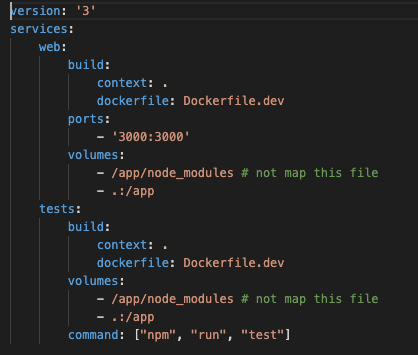 version: '3'
services:
    web:
        build:
            context: .
            dockerfile: Dockerfile.dev
        ports:
            - '3000:3000'
        volumes:
            - /app/node_modules # not map this file
            - .:/app
    tests:
        build:
            context: .
            dockerfile: Dockerfile.dev
        volumes:
            - /app/node_modules # not map this file
            - .:/app
        command: ["npm", "run", "test"]